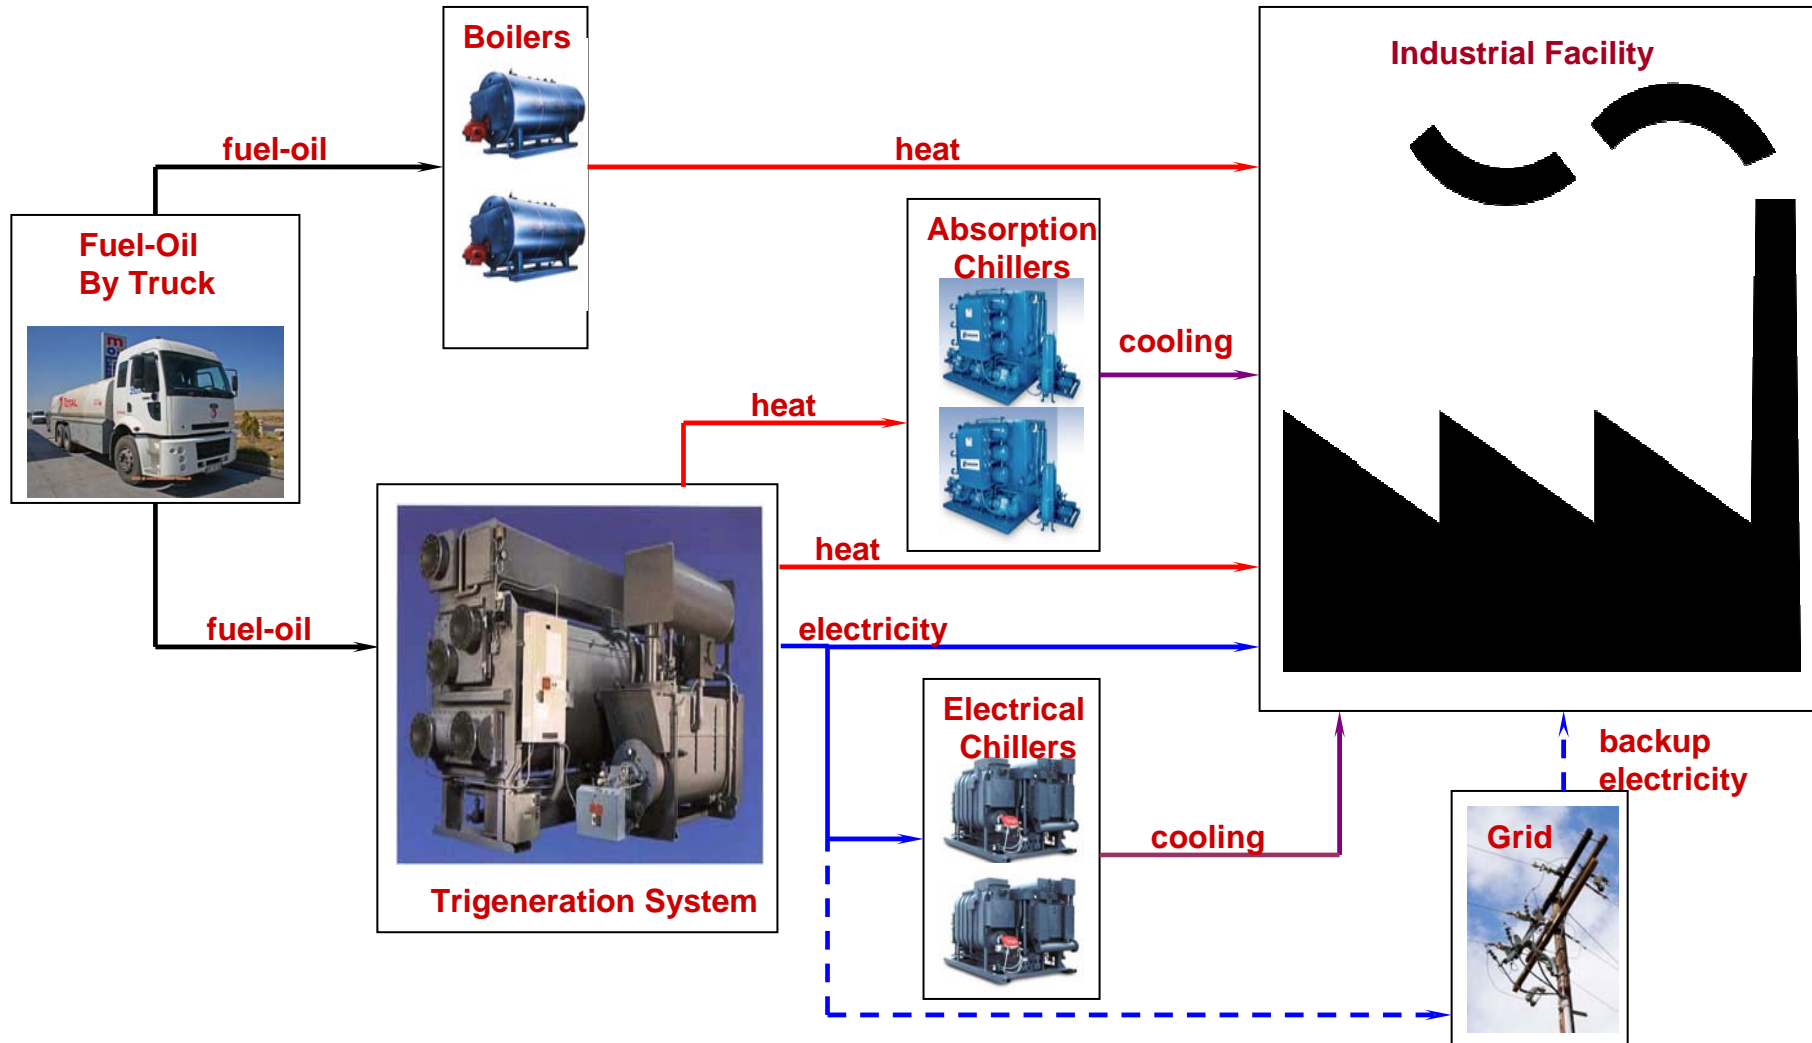 Boilers
Industrial Facility
fuel-oil
heat
Fuel-Oil
By Truck
Absorption
Chillers
cooling
heat
TOTAL
heat
fuel-oil
electricity
Electrical
Chillers
backup
electricity
Grid
cooling
Trigeneration System